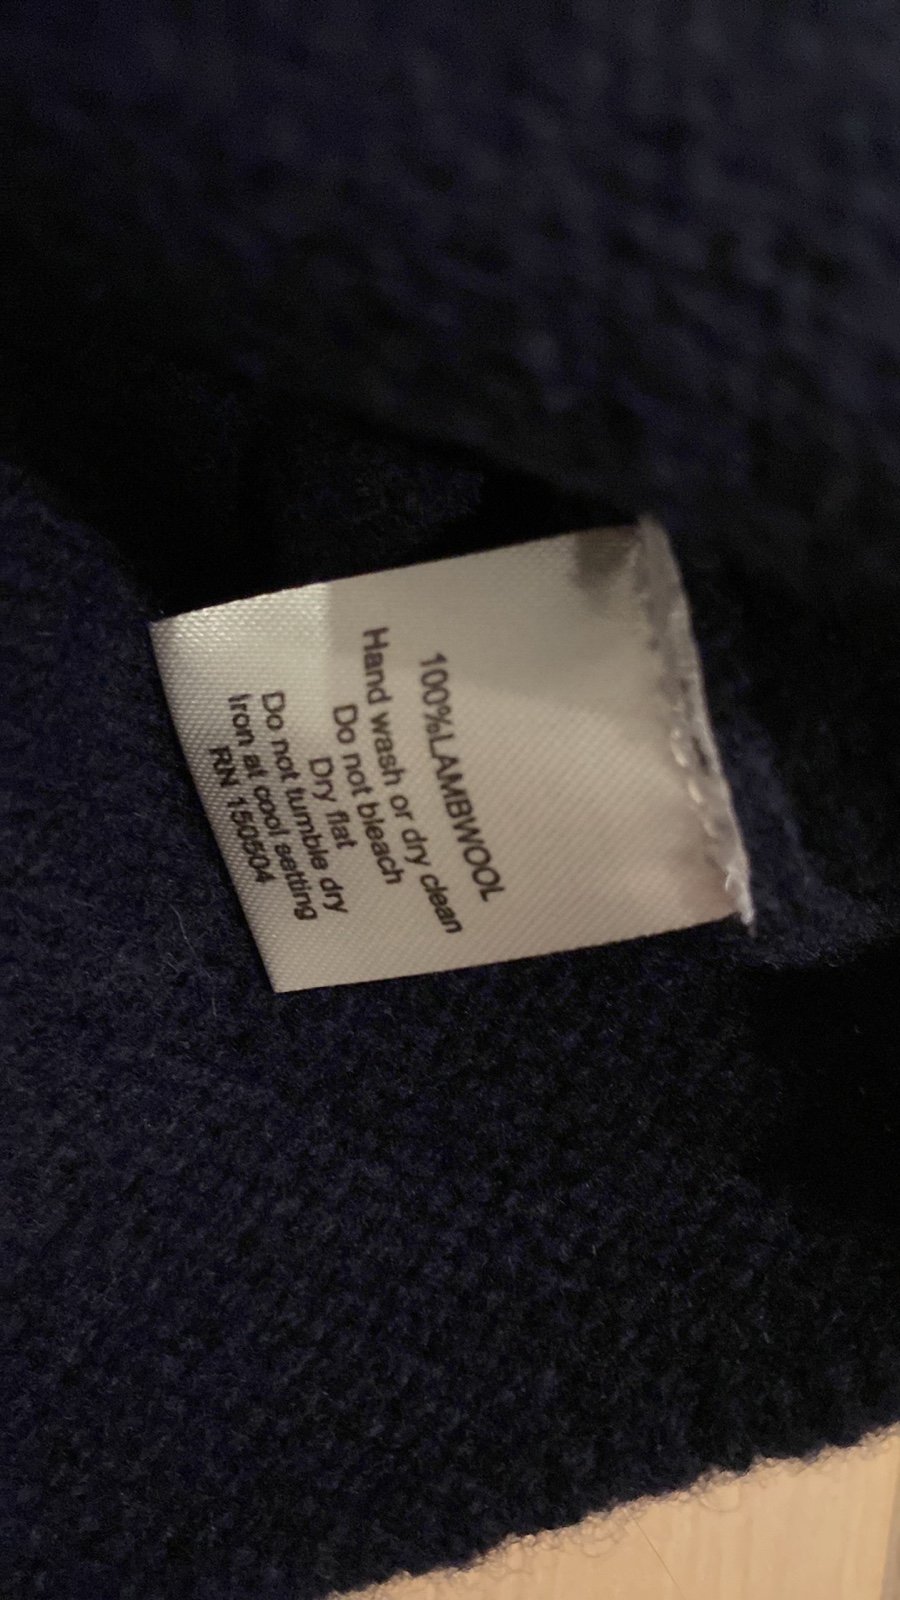 100%LAMBWOOL
Hand wash or dry clean
Do not bleach
Dry flat
Do not tumble dry
Iron at cool setting
RN 150504